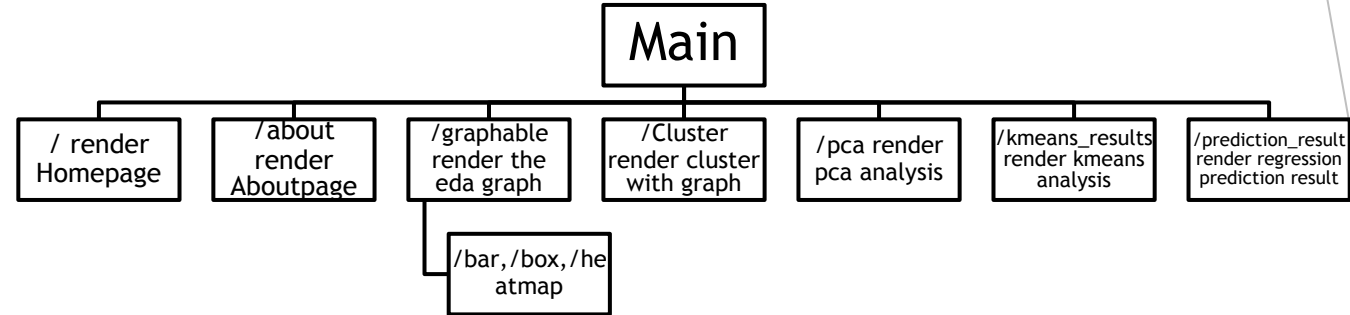 Main
/ render
Homepage
/about
render
Aboutpage
/graphable
render the
eda graph
/Cluster
render cluster
with graph
/pca render
pca analysis
/kmeans_results
render kmeans
analysis
/prediction_result
render regression
prediction result
/bar,/box,/he
atmap